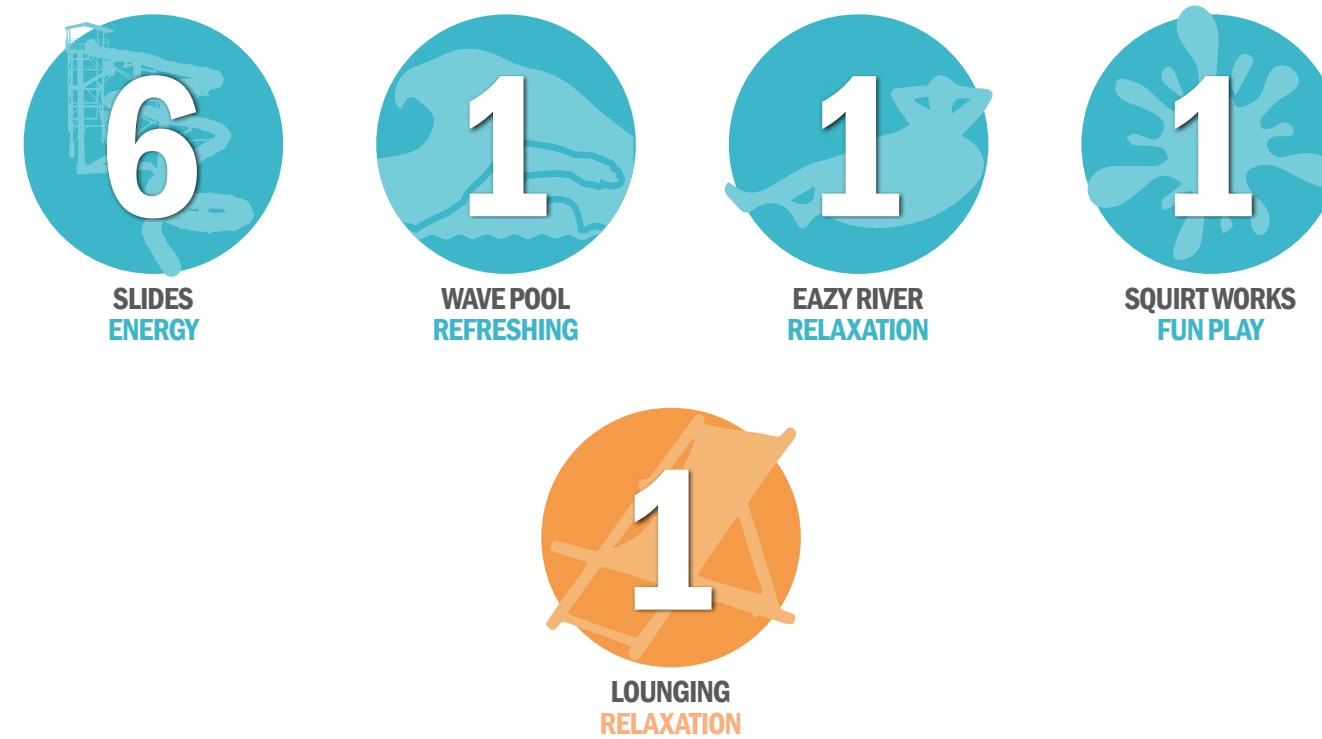 6
1
1
1
SLIDES
ENERGY
WAVE POOL
REFRESHING
EAZY RIVER
RELAXATION
SQUIRT WORKS
FUN PLAY
1
LOUNGING
RELAXATION